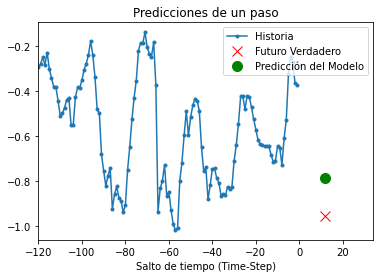 Predicciones de un paso
Historia
Futuro Verdadero
Predicción del Modelo
−0.2
−0.4
−0.6
−0.8
−1.0
−120
−100
−80
−60
−40
−20
0
20
Salto de tiempo (Time-Step)